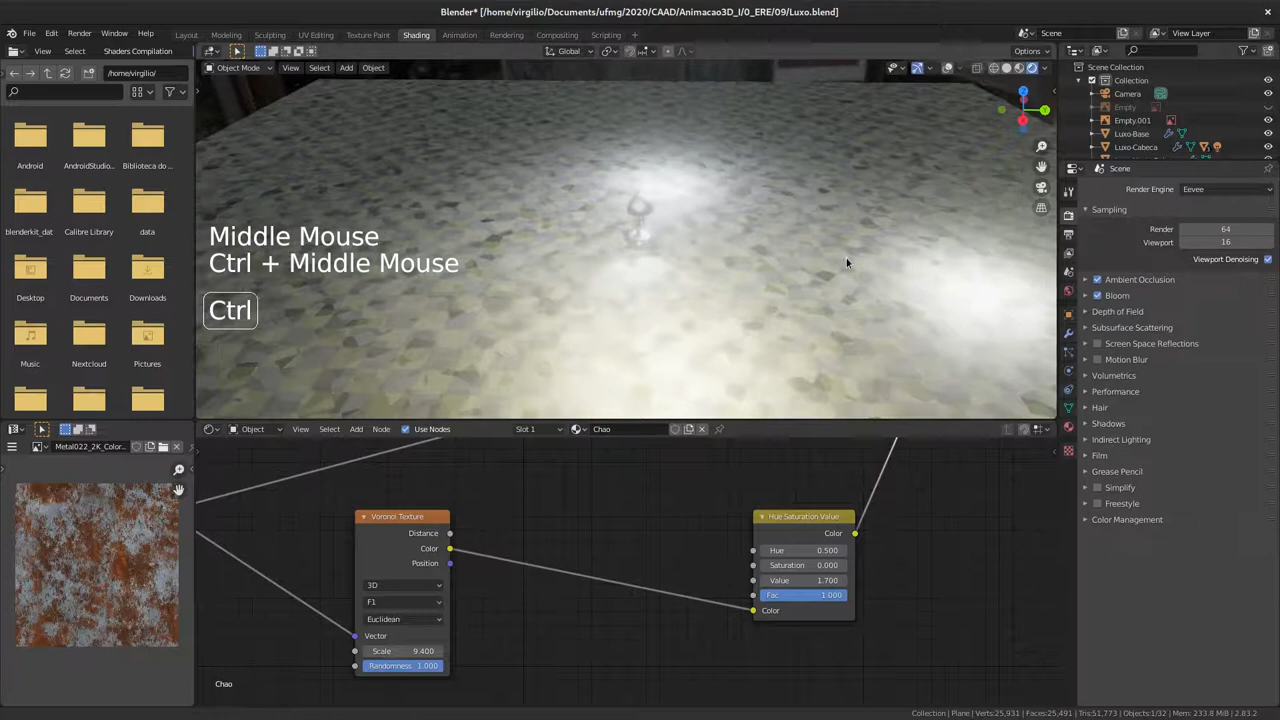 Blender* [/home/virgilio/Documents/ufmg/2020/CAAD/Animacao3D_I/0_ERE/09/Luxo.blend]
File Edit Render Window Help Layout Modeling Sculpting UV Editing Texture Paint Shading Animation Rendering Compositing Scripting + Scene View Layer
View Select Shaders Compilation Global Options
Object Mode View Select Add Object
/home/virgilio/
Android
AndroidStudio...
Biblioteca do ...
blenderkit_dat
Calibre Library
data
Desktop
Documents
Downloads
Music
Nextcloud
Pictures
Middle Mouse
Ctrl + Middle Mouse
Ctrl
Z
Y
X
Scene Collection
Collection
Camera
Empty
Empty.001
Luxo-Base
Luxo-Cabeca
Scene
Render Engine Eevee
Sampling
Render 64
Viewport 16
Viewport Denoising
Ambient Occlusion
Bloom
Depth of Field
Subsurface Scattering
Screen Space Reflections
Motion Blur
Volumetrics
Performance
Hair
Shadows
Indirect Lighting
Film
Grease Pencil
Simplify
Freestyle
Color Management
Metal022_2K_Color...
Object View Select Add Node Use Nodes Slot 1 Chao
Voronoi Texture
Distance
Color
Position
3D
F1
Euclidean
Vector
Scale 9.400
Randomness 1.000
Hue Saturation Value
Color
Hue 0.500
Saturation 0.000
Value 1.700
Fac 1.000
Color
Chao
Collection | Plane | Verts:25,931 | Faces:25,491 | Tris:51,773 | Objects:1/32 | Mem: 233.8 MiB | 2.83.2